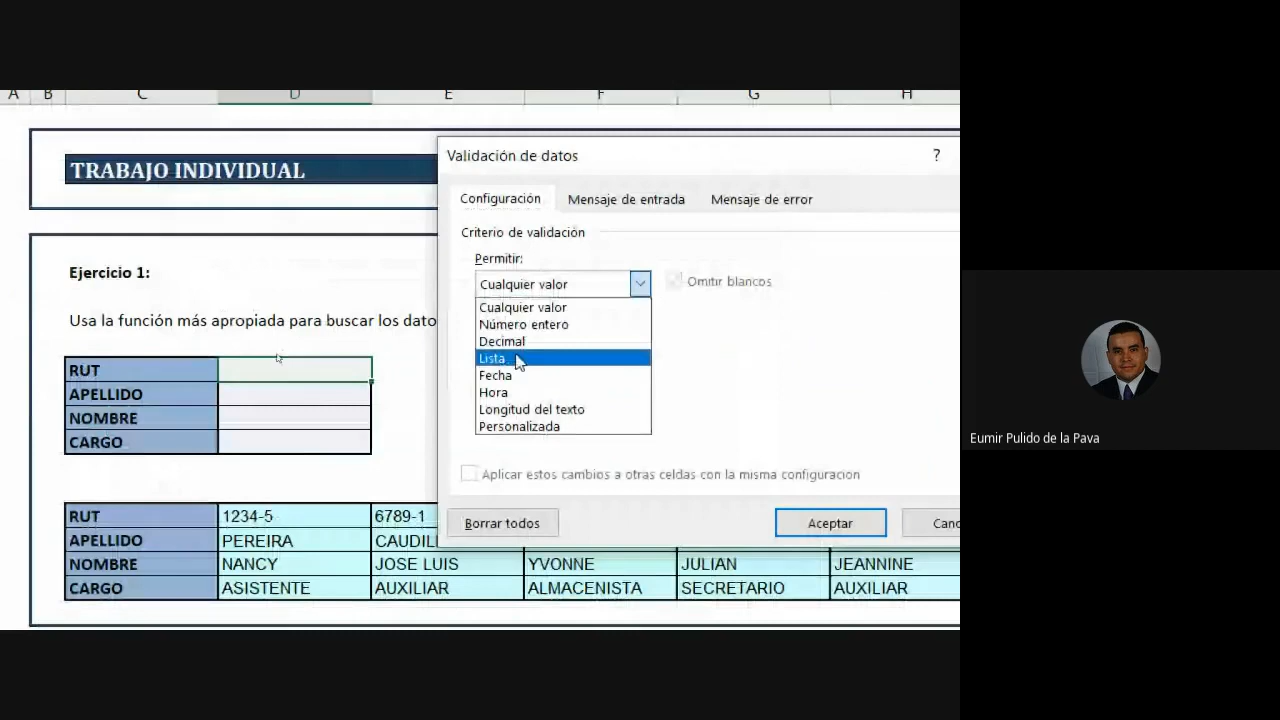 A B C D E F G H
TRABAJO INDIVIDUAL
Validación de datos ?
Configuración Mensaje de entrada Mensaje de error
Criterio de validación
Permitir:
Cualquier valor Omitir blancos
Cualquier valor
Número entero
Decimal
Lista
Fecha
Hora
Longitud del texto
Personalizada
Aplicar estos cambios a otras celdas con la misma configuracion
Borrar todos Aceptar Canc
Ejercicio 1:
Usa la función más apropiada para buscar los dato
RUT
APELLIDO
NOMBRE
CARGO
RUT 1234-5 6789-1
APELLIDO PEREIRA CAUDIL
NOMBRE NANCY JOSE LUIS YVONNE JULIAN JEANNINE
CARGO ASISTENTE AUXILIAR ALMACENISTA SECRETARIO AUXILIAR
Eumir Pulido de la Pava